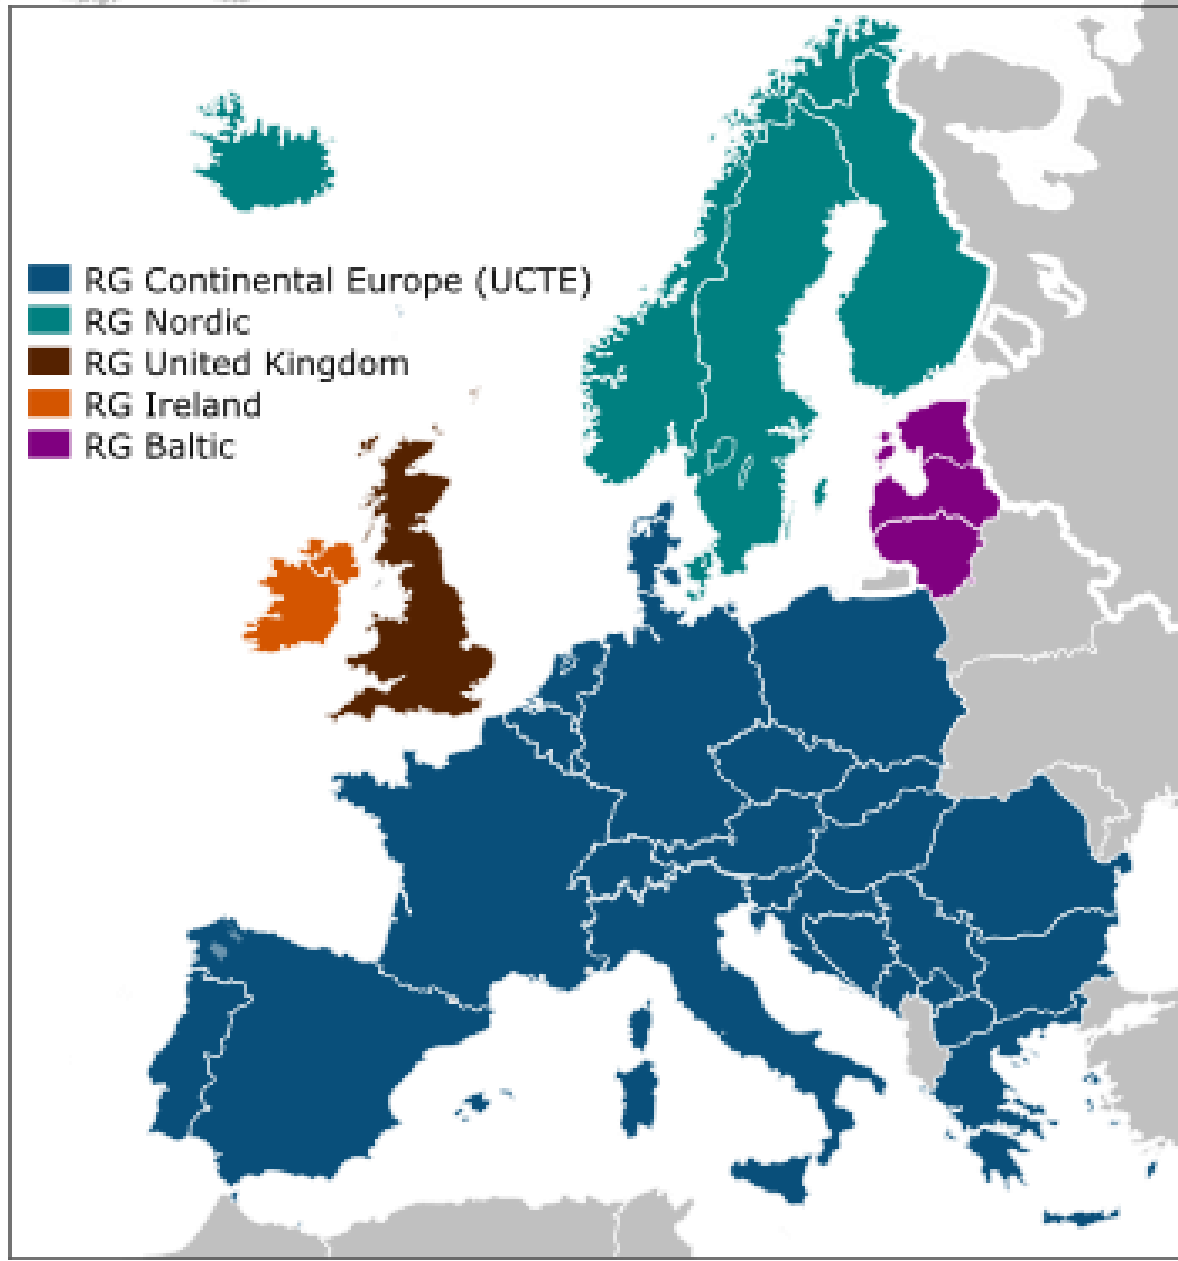 RG Continental Europe (UCTE)
RG Nordic
RG United Kingdom
RG Ireland
RG Baltic